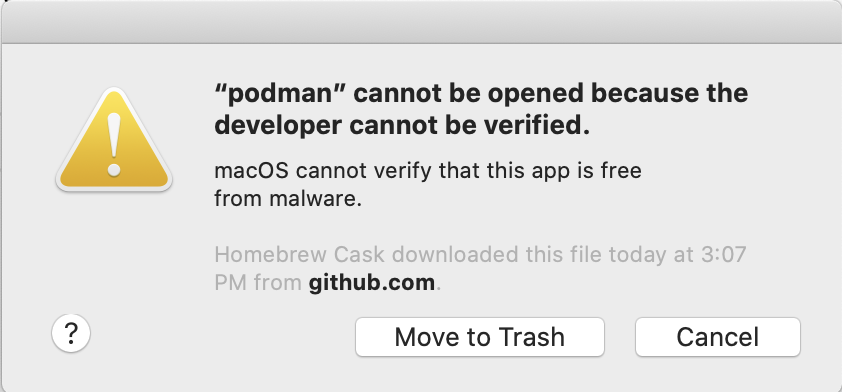 “podman” cannot be opened because the
developer cannot be verified.
macOS cannot verify that this app is free
from malware.
Homebrew Cask downloaded this file today at 3:07
PM from github.com.
?
Move to Trash
Cancel